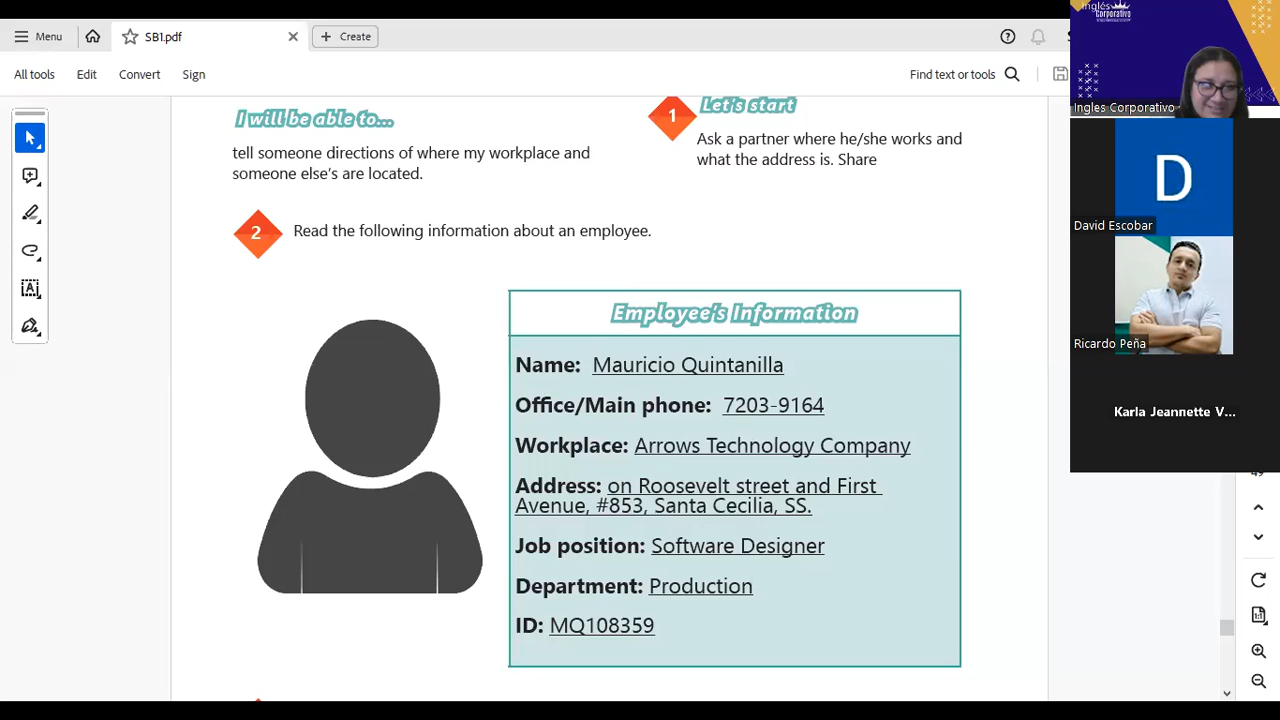 Menu
SB1.pdf
Create
All tools
Edit
Convert
Sign
Find text or tools
I will be able to...
tell someone directions of where my workplace and
someone else's are located.
1
Let's start
Ask a partner where he/she works and
what the address is. Share
2
Read the following information about an employee.
Employee's Information
Name: Mauricio Quintanilla
Office/Main phone: 7203-9164
Workplace: Arrows Technology Company
Address: on Roosevelt street and First
Avenue, #853, Santa Cecilia, SS.
Job position: Software Designer
Department: Production
ID: MQ108359
Inglés
corporativo
Ingles Corporativo
D
David Escobar
Ricardo Peña
Karla Jeannette V...